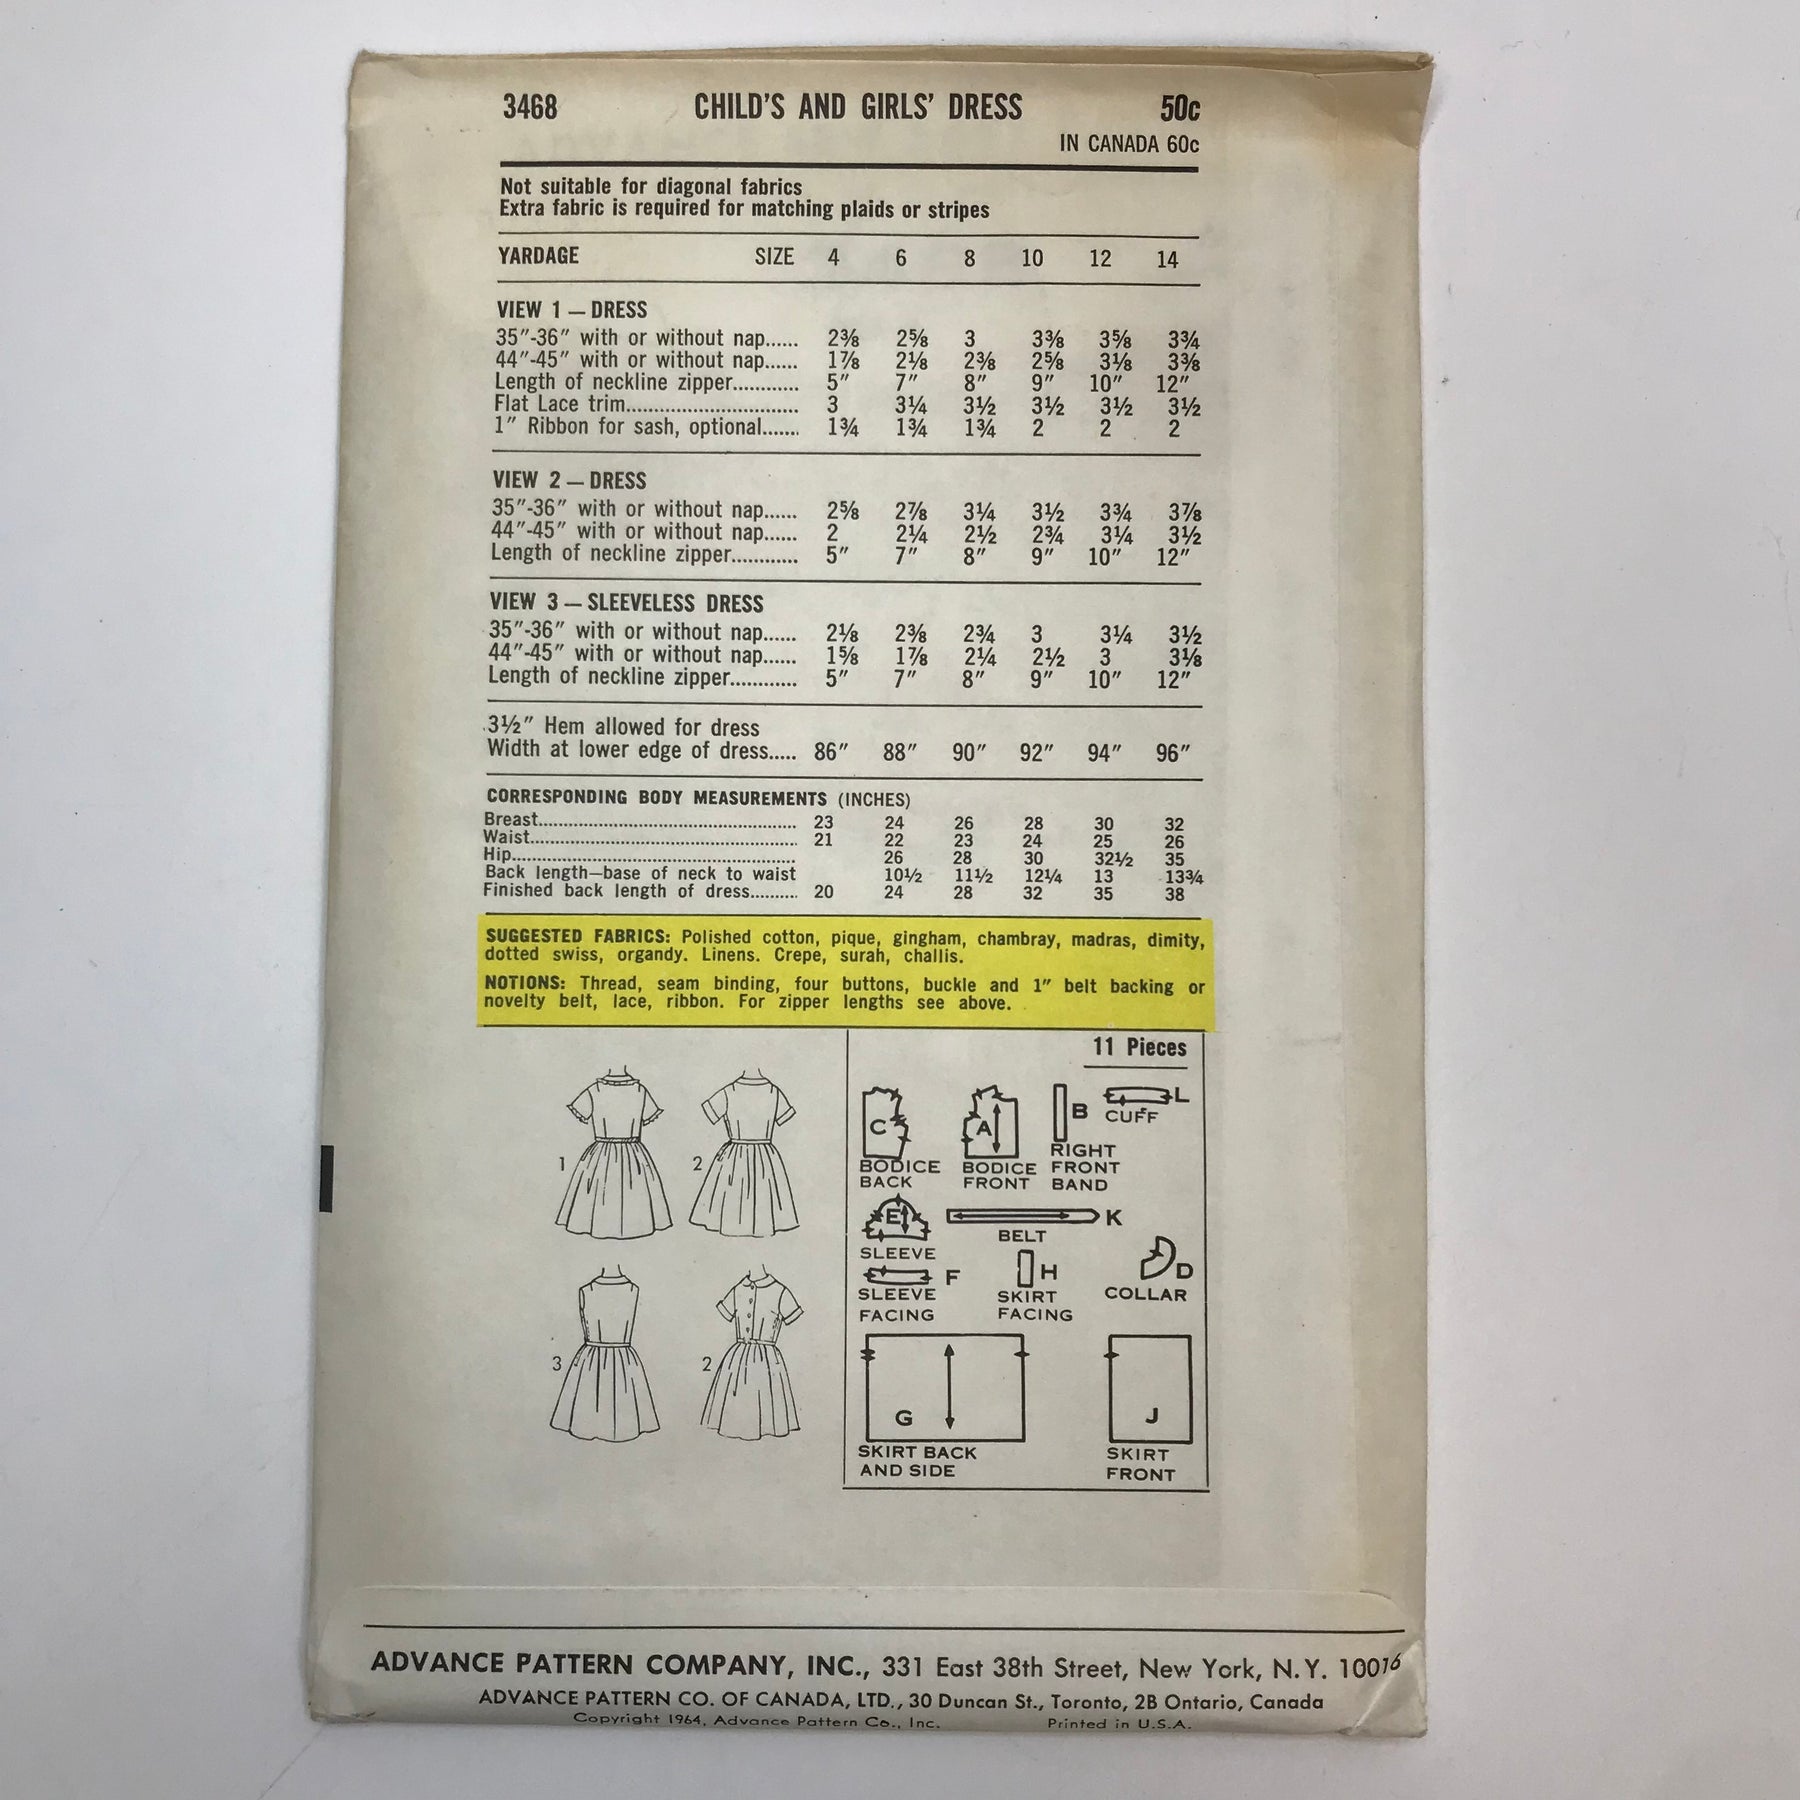 3468 CHILD'S AND GIRLS' DRESS 50c
IN CANADA 60c
Not suitable for diagonal fabrics
Extra fabric is required for matching plaids or stripes
YARDAGE SIZE 4 6 8 10 12 14
VIEW 1 — DRESS
35"-36" with or without nap...... 2⅜ 2⅝ 3 3⅜ 3⅝ 3¾
44"-45" with or without nap...... 1⅞ 2⅛ 2⅜ 2⅝ 3⅛ 3⅜
Length of neckline zipper............ 5" 7" 8" 9" 10" 12"
Flat Lace trim................................ 3 3¼ 3½ 3½ 3½ 3½
1" Ribbon for sash, optional....... 1¾ 1¾ 1¾ 2 2 2
VIEW 2 — DRESS
35"-36" with or without nap...... 2⅝ 2⅞ 3¼ 3½ 3¾ 3⅞
44"-45" with or without nap...... 2 2¼ 2½ 2¾ 3¼ 3½
Length of neckline zipper............ 5" 7" 8" 9" 10" 12"
VIEW 3 — SLEEVELESS DRESS
35"-36" with or without nap...... 2⅛ 2⅜ 2¾ 3 3¼ 3½
44"-45" with or without nap...... 1⅝ 1⅞ 2¼ 2½ 3 3⅛
Length of neckline zipper............ 5" 7" 8" 9" 10" 12"
3½" Hem allowed for dress
Width at lower edge of dress..... 86" 88" 90" 92" 94" 96"
CORRESPONDING BODY MEASUREMENTS (INCHES)
Breast................................................ 23 24 26 28 30 32
Waist................................................. 21 22 23 24 25 26
Hip..................................................... 26 28 30 32½ 35
Back length—base of neck to waist 10½ 11½ 12¼ 13 13¾
Finished back length of dress.......... 20 24 28 32 35 38
SUGGESTED FABRICS: Polished cotton, pique, gingham, chambray, madras, dimity,
dotted swiss, organdy. Linens. Crepe, surah, challis.
NOTIONS: Thread, seam binding, four buttons, buckle and 1" belt backing or
novelty belt, lace, ribbon. For zipper lengths see above.
1
2
3
2
11 Pieces
C
BODICE
BACK
A
BODICE
FRONT
B
RIGHT
FRONT
BAND
L
CUFF
E
SLEEVE
K
BELT
F
SLEEVE
FACING
H
SKIRT
FACING
D
COLLAR
G
SKIRT BACK
AND SIDE
J
SKIRT
FRONT
ADVANCE PATTERN COMPANY, INC., 331 East 38th Street, New York, N.Y. 10016
ADVANCE PATTERN CO. OF CANADA, LTD., 30 Duncan St., Toronto, 2B Ontario, Canada
Copyright 1964, Advance Pattern Co., Inc. Printed in U.S.A.